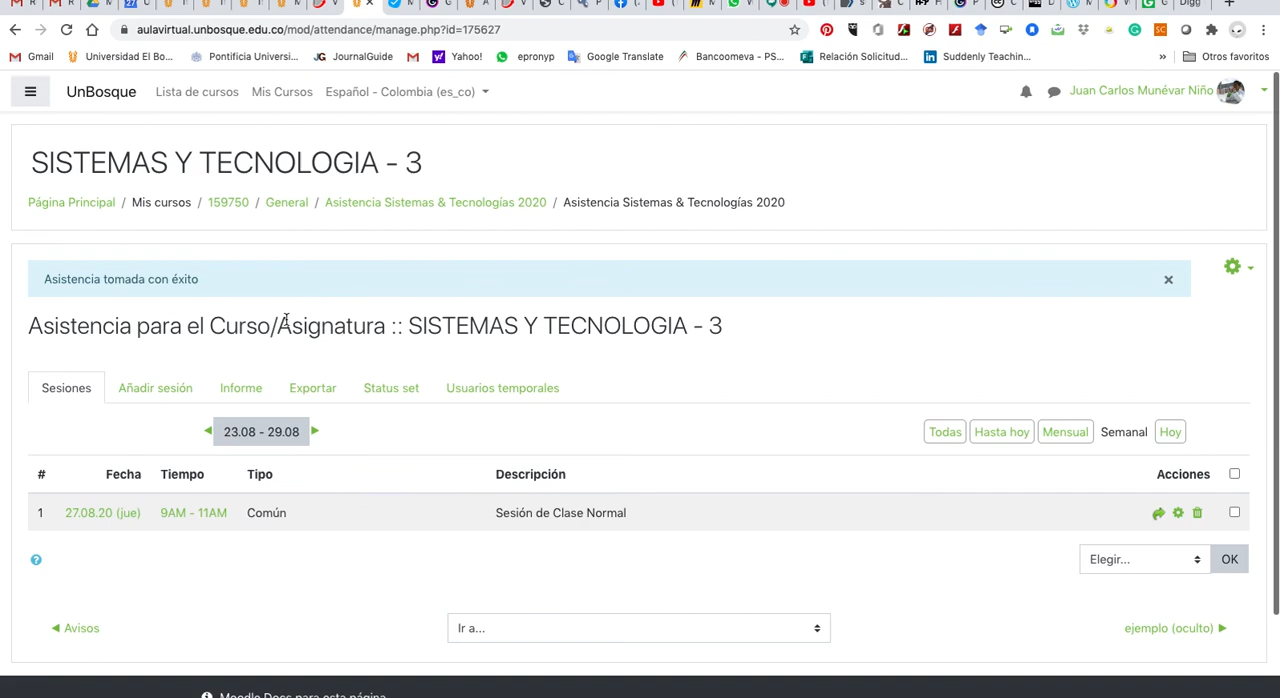 aulavirtual.unbosque.edu.co/mod/attendance/manage.php?id=175627
Gmail Universidad El Bo... Pontificia Universi... JournalGuide Yahoo! epronyp Google Translate Bancoomeva - PS... Relación Solicitud... Suddenly Teachin... » Otros favoritos
UnBosque Lista de cursos Mis Cursos Español - Colombia (es_co) Juan Carlos Munévar Niño
SISTEMAS Y TECNOLOGIA - 3
Página Principal / Mis cursos / 159750 / General / Asistencia Sistemas & Tecnologías 2020 / Asistencia Sistemas & Tecnologías 2020
Asistencia tomada con éxito ×
Asistencia para el Curso/Asignatura :: SISTEMAS Y TECNOLOGIA - 3
Sesiones Añadir sesión Informe Exportar Status set Usuarios temporales
23.08 - 29.08 Todas Hasta hoy Mensual Semanal Hoy
# Fecha Tiempo Tipo Descripción Acciones
1 27.08.20 (jue) 9AM - 11AM Común Sesión de Clase Normal
Elegir... OK
◄ Avisos Ir a... ejemplo (oculto) ►
Moodle Docs para esta página